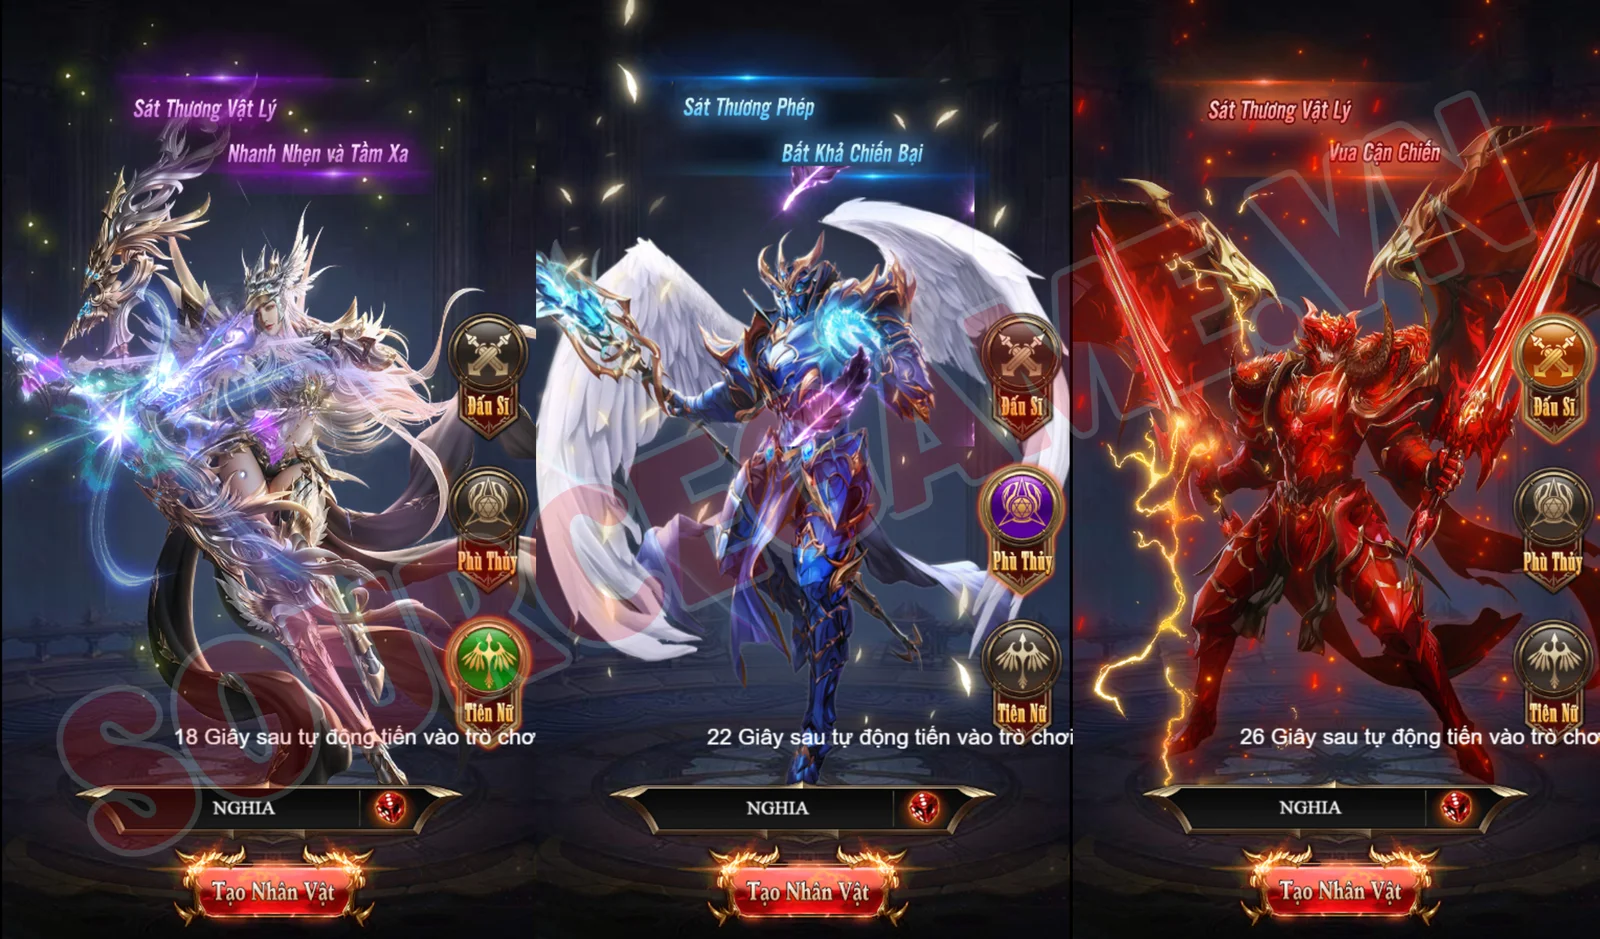 Sát Thương Vật Lý
Nhanh Nhẹn và Tầm Xa
Đấu Sĩ
Phù Thủy
Tiên Nữ
18 Giây sau tự động tiến vào trò chơ
NGHIA
Tạo Nhân Vật
Sát Thương Phép
Bất Khả Chiến Bại
Đấu Sĩ
Phù Thủy
Tiên Nữ
22 Giây sau tự động tiến vào trò chơi
NGHIA
Tạo Nhân Vật
Sát Thương Vật Lý
Vua Cận Chiến
Đấu Sĩ
Phù Thủy
Tiên Nữ
26 Giây sau tự động tiến vào trò chơ
NGHIA
Tạo Nhân Vật
SOURCEGAME.VN